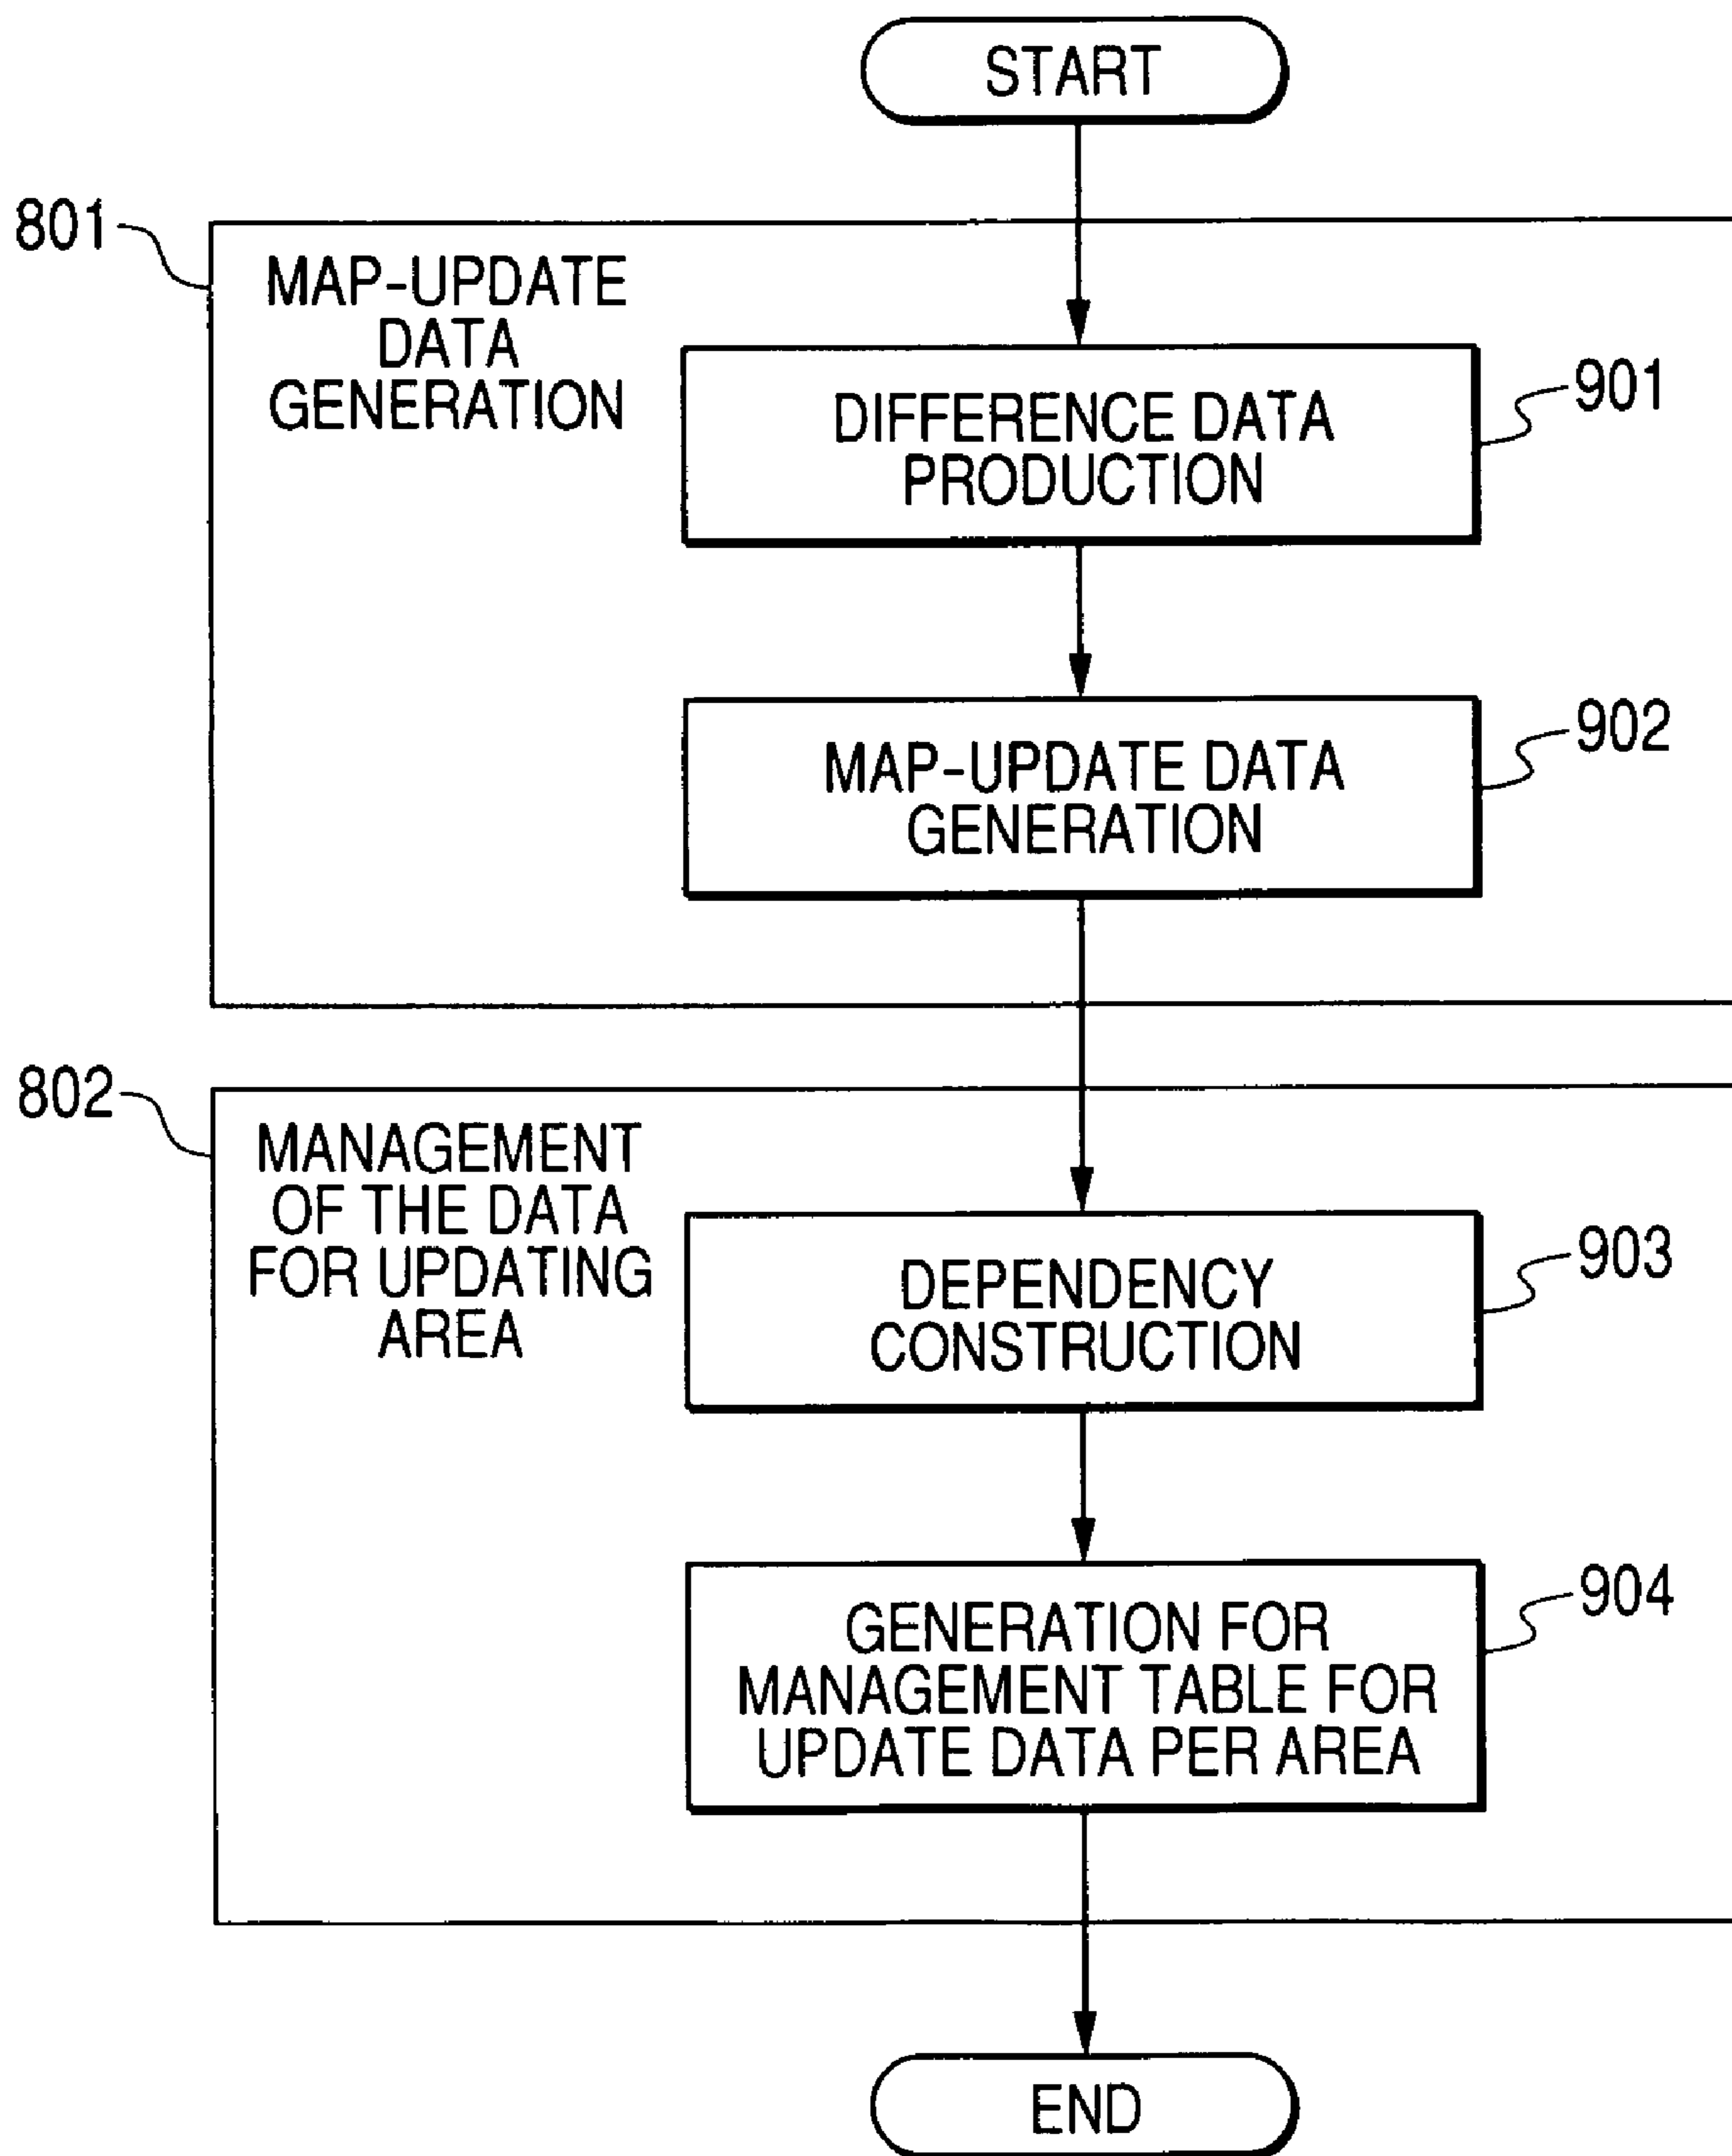 START
801
MAP-UPDATE
DATA
GENERATION
DIFFERENCE DATA
PRODUCTION
901
MAP-UPDATE DATA
GENERATION
902
802
MANAGEMENT
OF THE DATA
FOR UPDATING
AREA
DEPENDENCY
CONSTRUCTION
903
GENERATION FOR
MANAGEMENT TABLE FOR
UPDATE DATA PER AREA
904
END